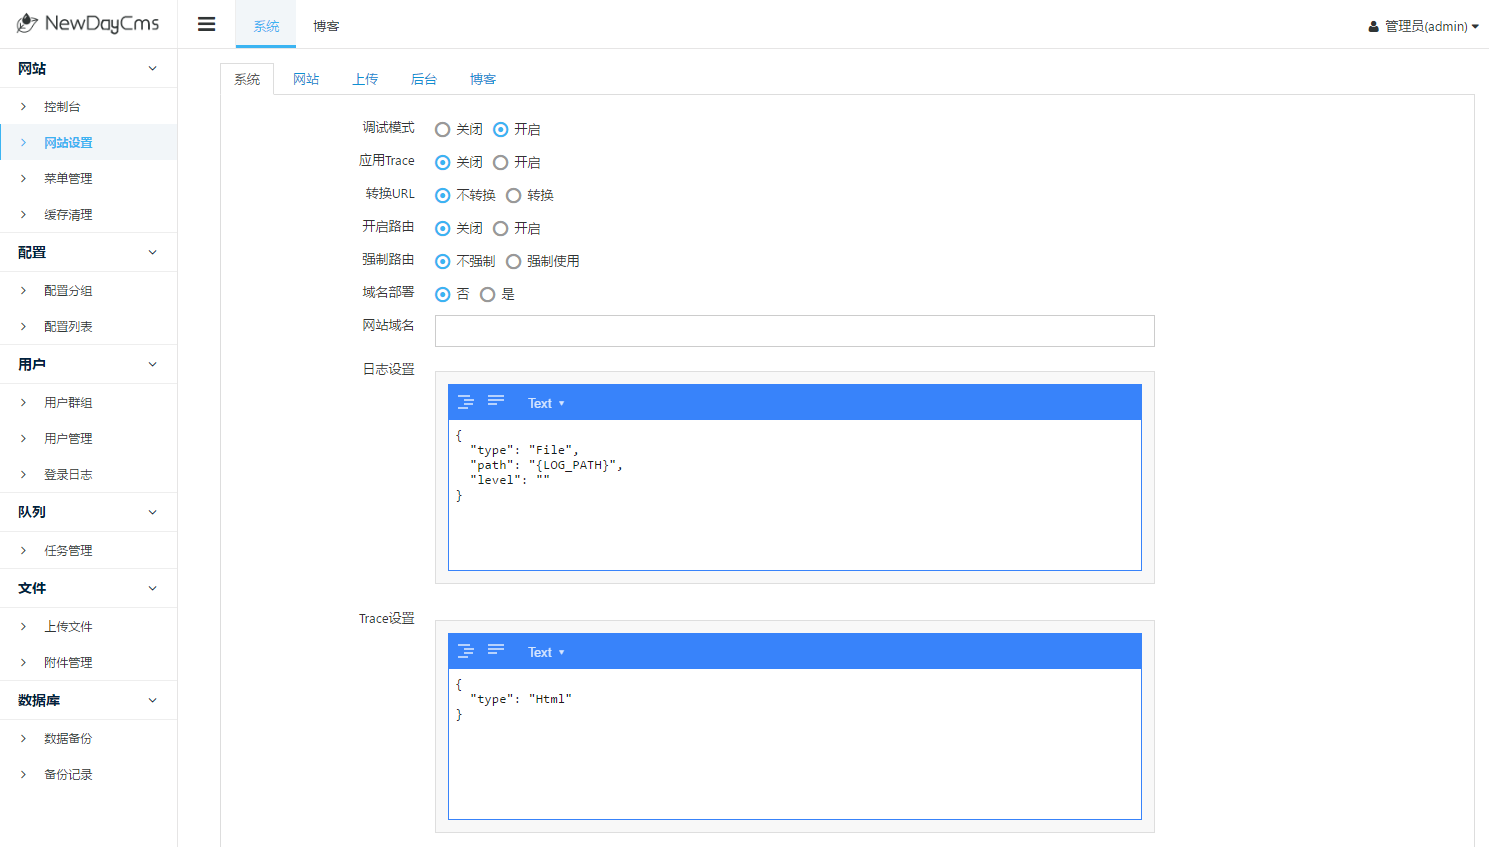 NewDayCms
系统 博客
管理员(admin)
网站
控制台
网站设置
菜单管理
缓存清理
配置
配置分组
配置列表
用户
用户群组
用户管理
登录日志
队列
任务管理
文件
上传文件
附件管理
数据库
数据备份
备份记录
系统 网站 上传 后台 博客
调试模式 关闭 开启
应用Trace 关闭 开启
转换URL 不转换 转换
开启路由 关闭 开启
强制路由 不强制 强制使用
域名部署 否 是
网站域名
日志设置
Text
{
"type": "File",
"path": "{LOG_PATH}",
"level": ""
}
Trace设置
Text
{
"type": "Html"
}